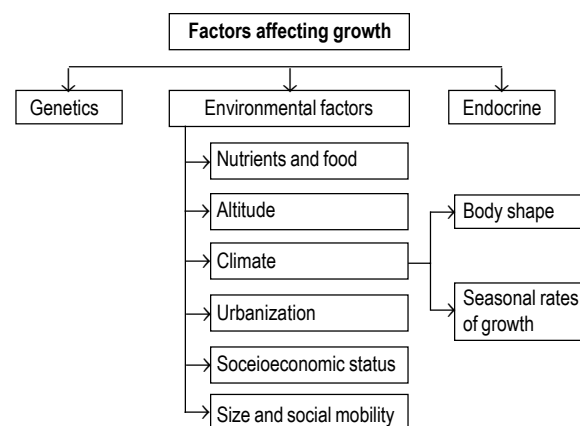 Factors affecting growth
Genetics
Environmental factors
Endocrine
Nutrients and food
Altitude
Body shape
Climate
Seasonal rates
of growth
Urbanization
Soceioeconomic status
Size and social mobility